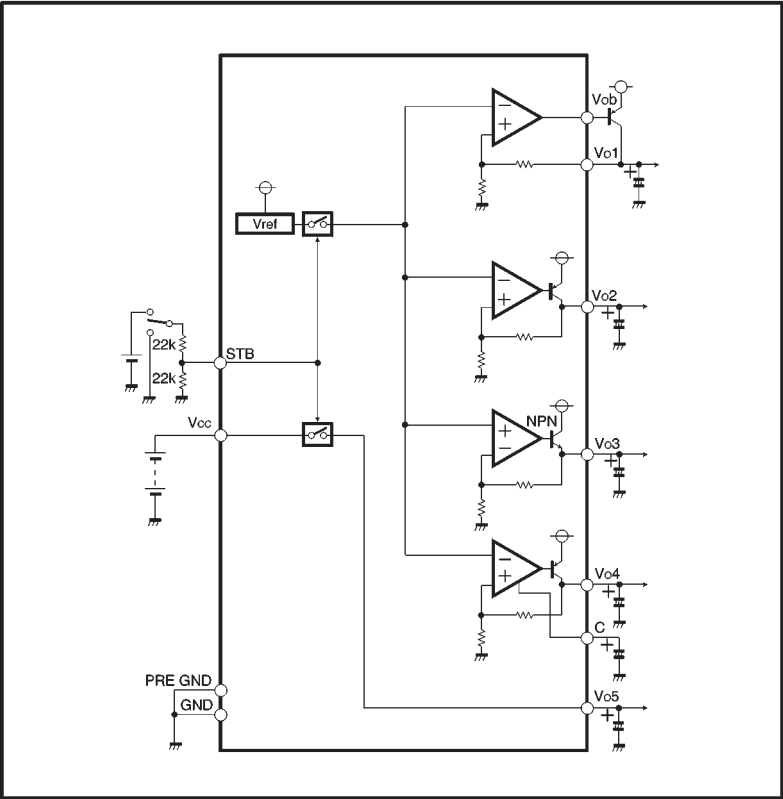 Vob
Vo1
Vref
−
+
−
+
Vo2
+
+
22k
STB
22k
Vcc
NPN
+
−
Vo3
+
−
+
Vo4
+
C
+
PRE GND
GND
Vo5
+